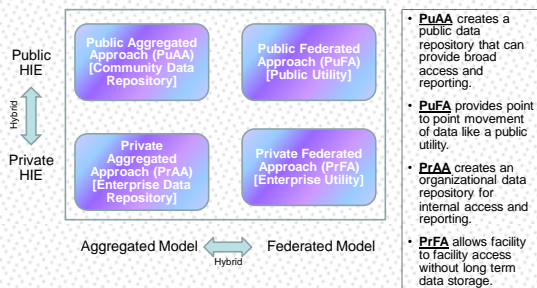 Public
HIE
Hybrid
Private
HIE
Public Aggregated
Approach (PuAA)
[Community Data
Repository]
Public Federated
Approach (PuFA)
[Public Utility]
Private
Aggregated
Approach (PrAA)
[Enterprise Data
Repository]
Private Federated
Approach (PrFA)
[Enterprise Utility]
Aggregated Model
Hybrid
Federated Model
• PuAA creates a
public data
repository that can
provide broad
access and
reporting.
• PuFA provides point
to point movement
of data like a public
utility.
• PrAA creates an
organizational data
repository for
internal access and
reporting.
• PrFA allows facility
to facility access
without long term
data storage.